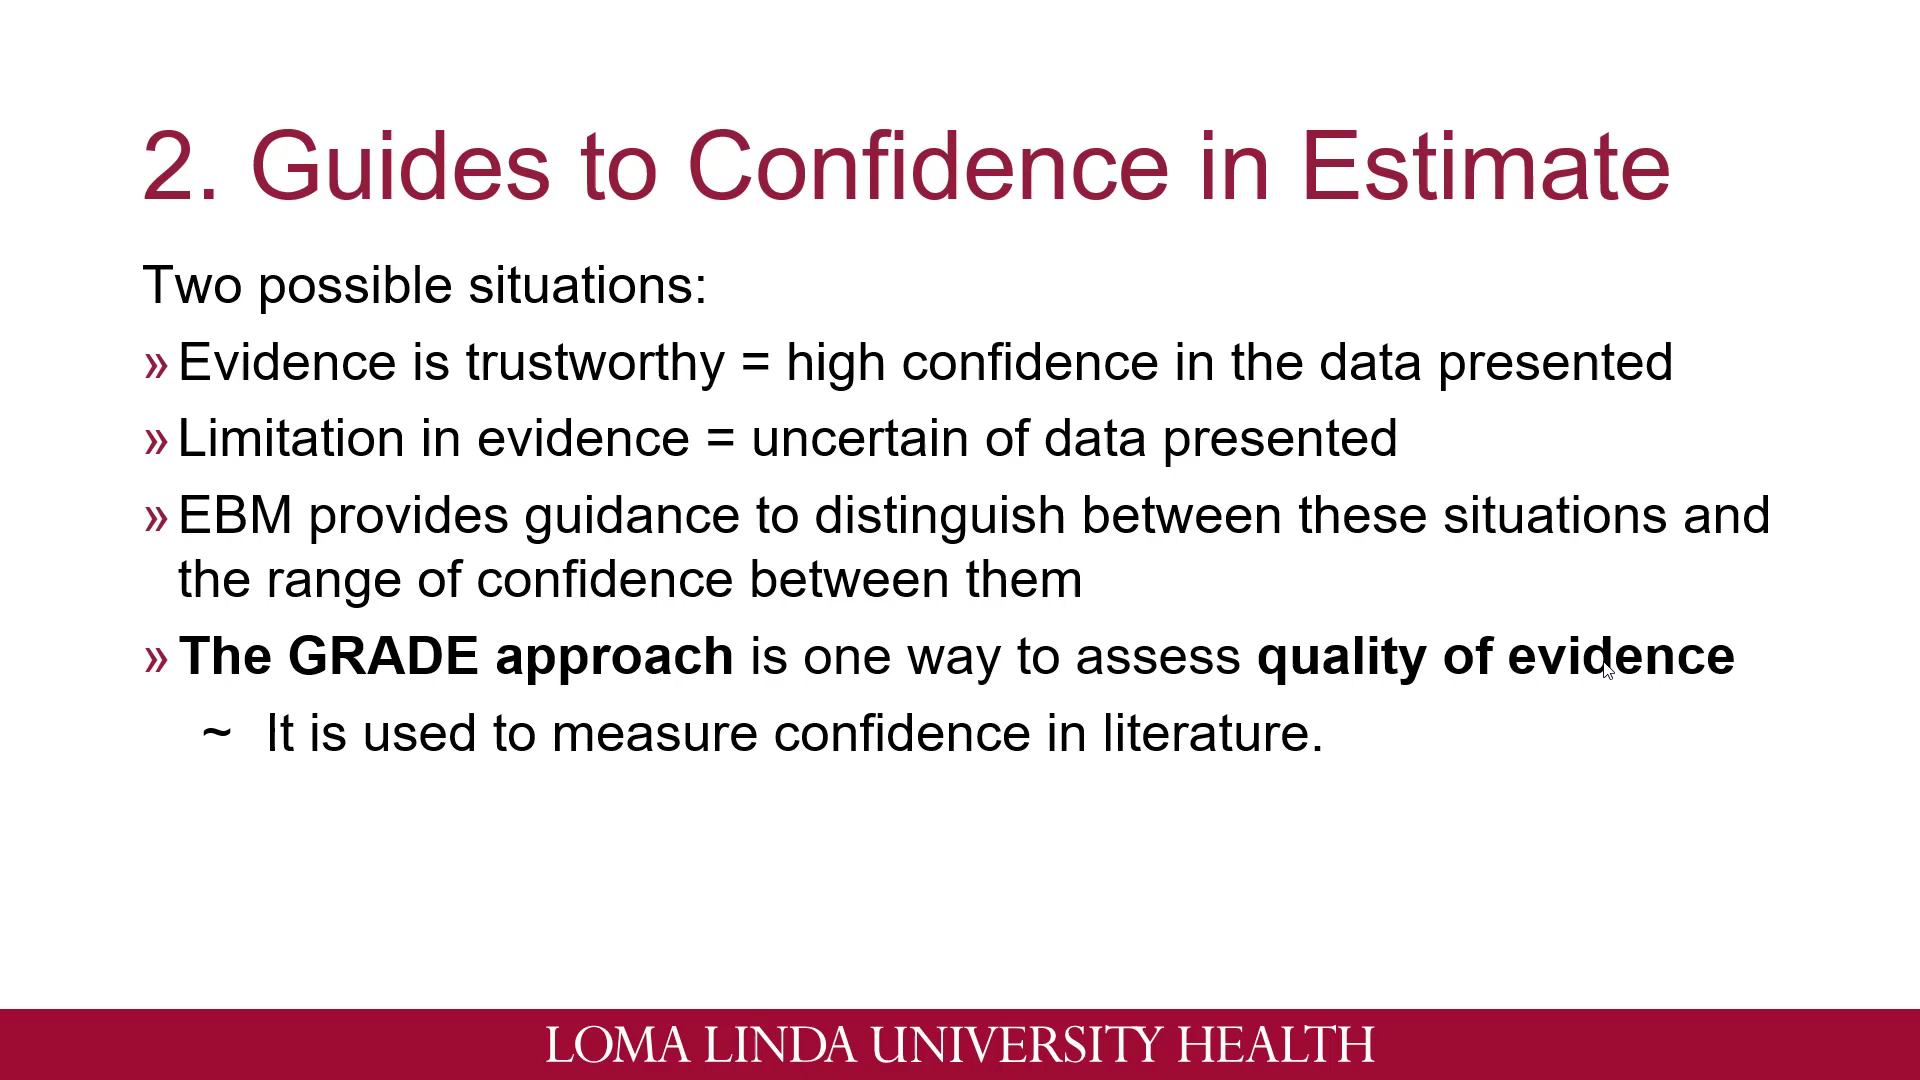 2. Guides to Confidence in Estimate
Two possible situations:
» Evidence is trustworthy = high confidence in the data presented
» Limitation in evidence = uncertain of data presented
» EBM provides guidance to distinguish between these situations and
the range of confidence between them
» The GRADE approach is one way to assess quality of evidence
~ It is used to measure confidence in literature.
LOMA LINDA UNIVERSITY HEALTH